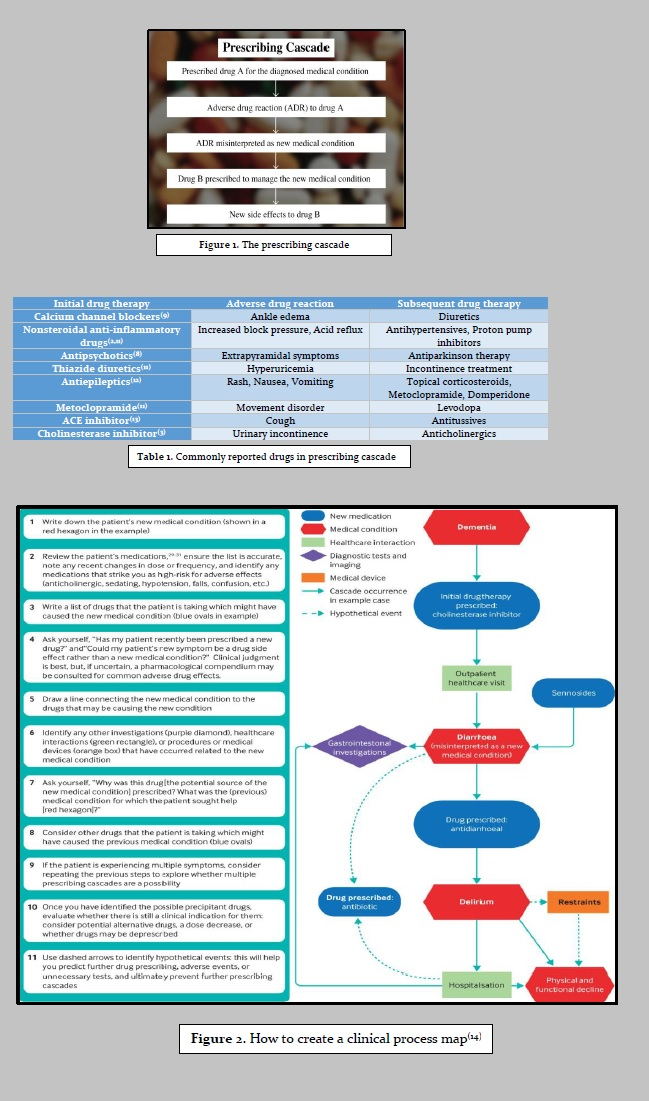 Prescribing Cascade
Prescribed drug A for the diagnosed medical condition
Adverse drug reaction (ADR) to drug A
ADR misinterpreted as new medical condition
Drug B prescribed to manage the new medical condition
New side effects to drug B
Figure 1. The prescribing cascade
Initial drug therapy Adverse drug reaction Subsequent drug therapy
Calcium channel blockers(9) Ankle edema Diuretics
Nonsteroidal anti-inflammatory Increased block pressure, Acid reflux Antihypertensives, Proton pump
drugs(2,11) inhibitors
Antipsychotics(8) Extrapyramidal symptoms Antiparkinson therapy
Thiazide diuretics(11) Hyperuricemia Incontinence treatment
Antiepileptics(12) Rash, Nausea, Vomiting Topical corticosteroids,
Metoclopramide, Domperidone
Metoclopramide(11) Movement disorder Levodopa
ACE inhibitor(13) Cough Antitussives
Cholinesterase inhibitor(3) Urinary incontinence Anticholinergics
Table 1. Commonly reported drugs in prescribing cascade
1 Write down the patient's new medical condition (shown in a
red hexagon in the example)
2 Review the patient's medications,29-31 ensure the list is accurate,
note any recent changes in dose or frequency, and identify any
medications that strike you as high-risk for adverse effects
(anticholinergic, sedating, hypotension, falls, confusion, etc.)
3 Write a list of drugs that the patient is taking which might have
caused the new medical condition (blue ovals in example)
4 Ask yourself, "Has my patient recently been prescribed a new
drug?" and"Could my patient's new symptom be a drug side
effect rather than a new medical condition?" Clinical judgment
is best, but, if uncertain, a pharmacological compendium may
be consulted for common adverse drug effects.
5 Draw a line connecting the new medical condition to the
drugs that may be causing the new condition
6 Identify any other investigations (purple diamond), healthcare
interactions (green rectangle), or procedures or medical
devices (orange box) that have occurred related to the new
medical condition
7 Ask yourself, "Why was this drug[the potential source of the
new medical condition] prescribed? What was the (previous)
medical condition for which the patient sought help
[red hexagon]?"
8 Consider other drugs that the patient is taking which might
have caused the previous medical condition (blue ovals)
9 If the patient is experiencing multiple symptoms, consider
repeating the previous steps to explore whether multiple
prescribing cascades are a possibility
10 Once you have identified the possible precipitant drugs,
evaluate whether there is still a clinical indication for them:
consider potential alternative drugs, a dose decrease, or
whether drugs may be deprescribed
11 Use dashed arrows to identify hypothetical events: this will help
you predict further drug prescribing, adverse events, or
unnecessary tests, and ultimately prevent further prescribing
cascades
New medication
Medical condition
Healthcare interaction
Diagnostic tests and
imaging
Medical device
Cascade occurrence
in example case
Hypothetical event
Dementia
Initial drugtherapy
prescribed:
cholinesterase inhibitor
Outpatient
healthcare visit
Sennosides
Gastrointestonal
investigations
Diarrhoea
(misinterpreted as a new
medical condition)
Drug prescribed:
antidianhoeal
Drug prescribed:
antibiotic
Delirium
Restraints
Hospitalisation
Physical and
functional decline
Figure 2. How to create a clinical process map(14)